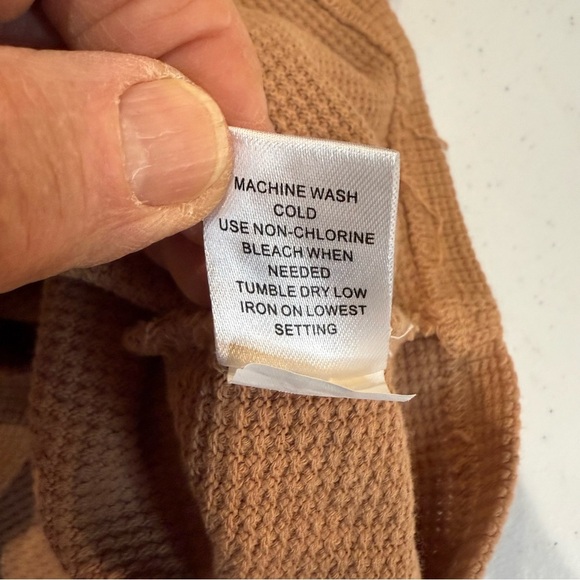 MACHINE WASH
COLD
USE NON-CHLORINE
BLEACH WHEN
NEEDED
TUMBLE DRY LOW
IRON ON LOWEST
SETTING